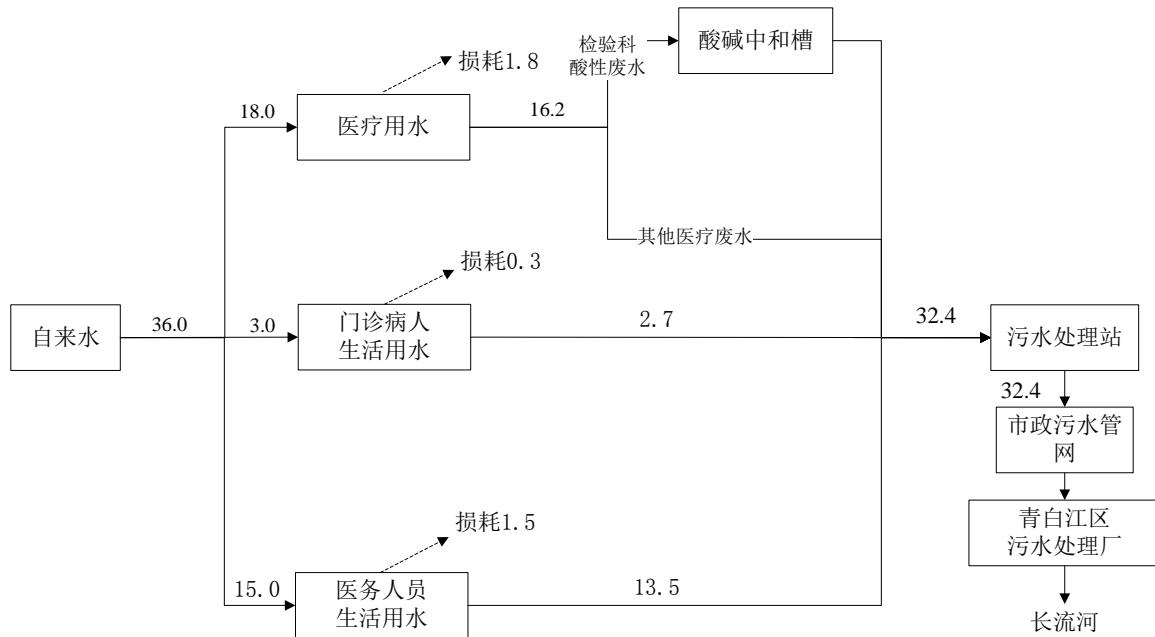 检验科
酸性废水
酸碱中和槽
损耗1.8
18.0
医疗用水
16.2
其他医疗废水
损耗0.3
自来水
36.0
3.0
门诊病人
生活用水
2.7
32.4
污水处理站
32.4
市政污水管
网
青白江区
污水处理厂
长流河
损耗1.5
15.0
医务人员
生活用水
13.5